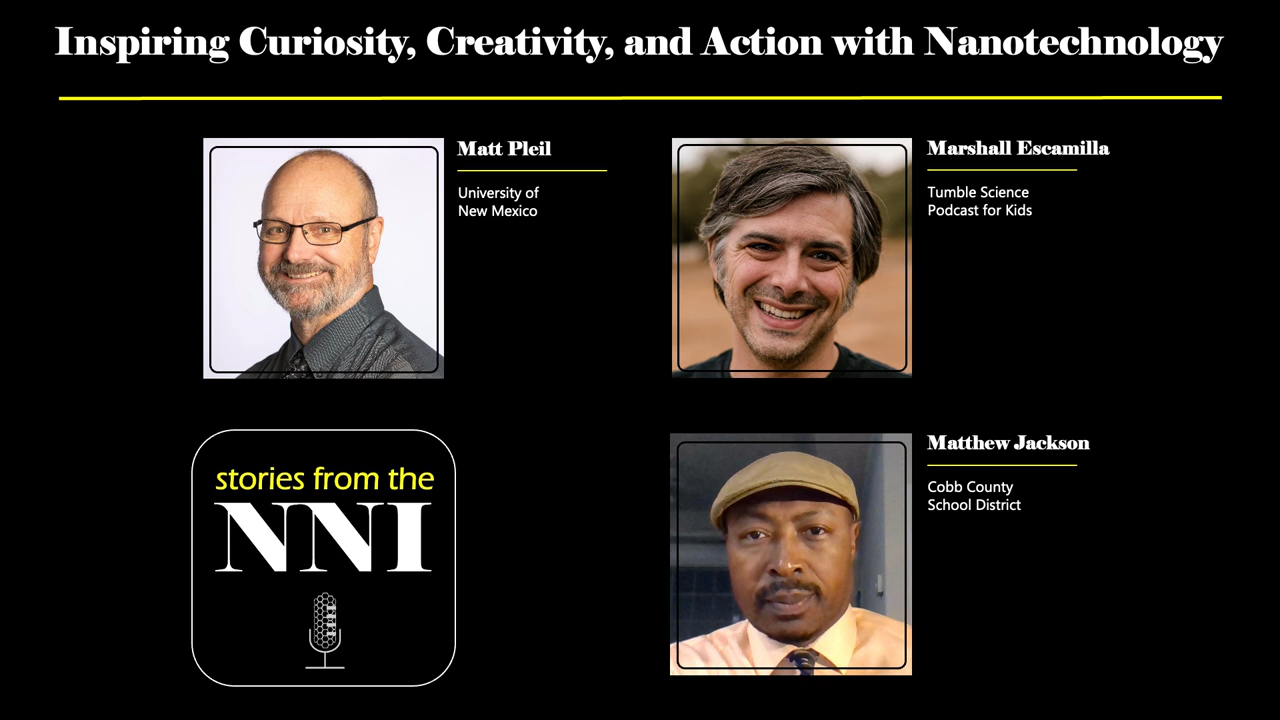 Inspiring Curiosity, Creativity, and Action with Nanotechnology
Matt Pleil
University of
New Mexico
Marshall Escamilla
Tumble Science
Podcast for Kids
stories from the
NNI
Matthew Jackson
Cobb County
School District